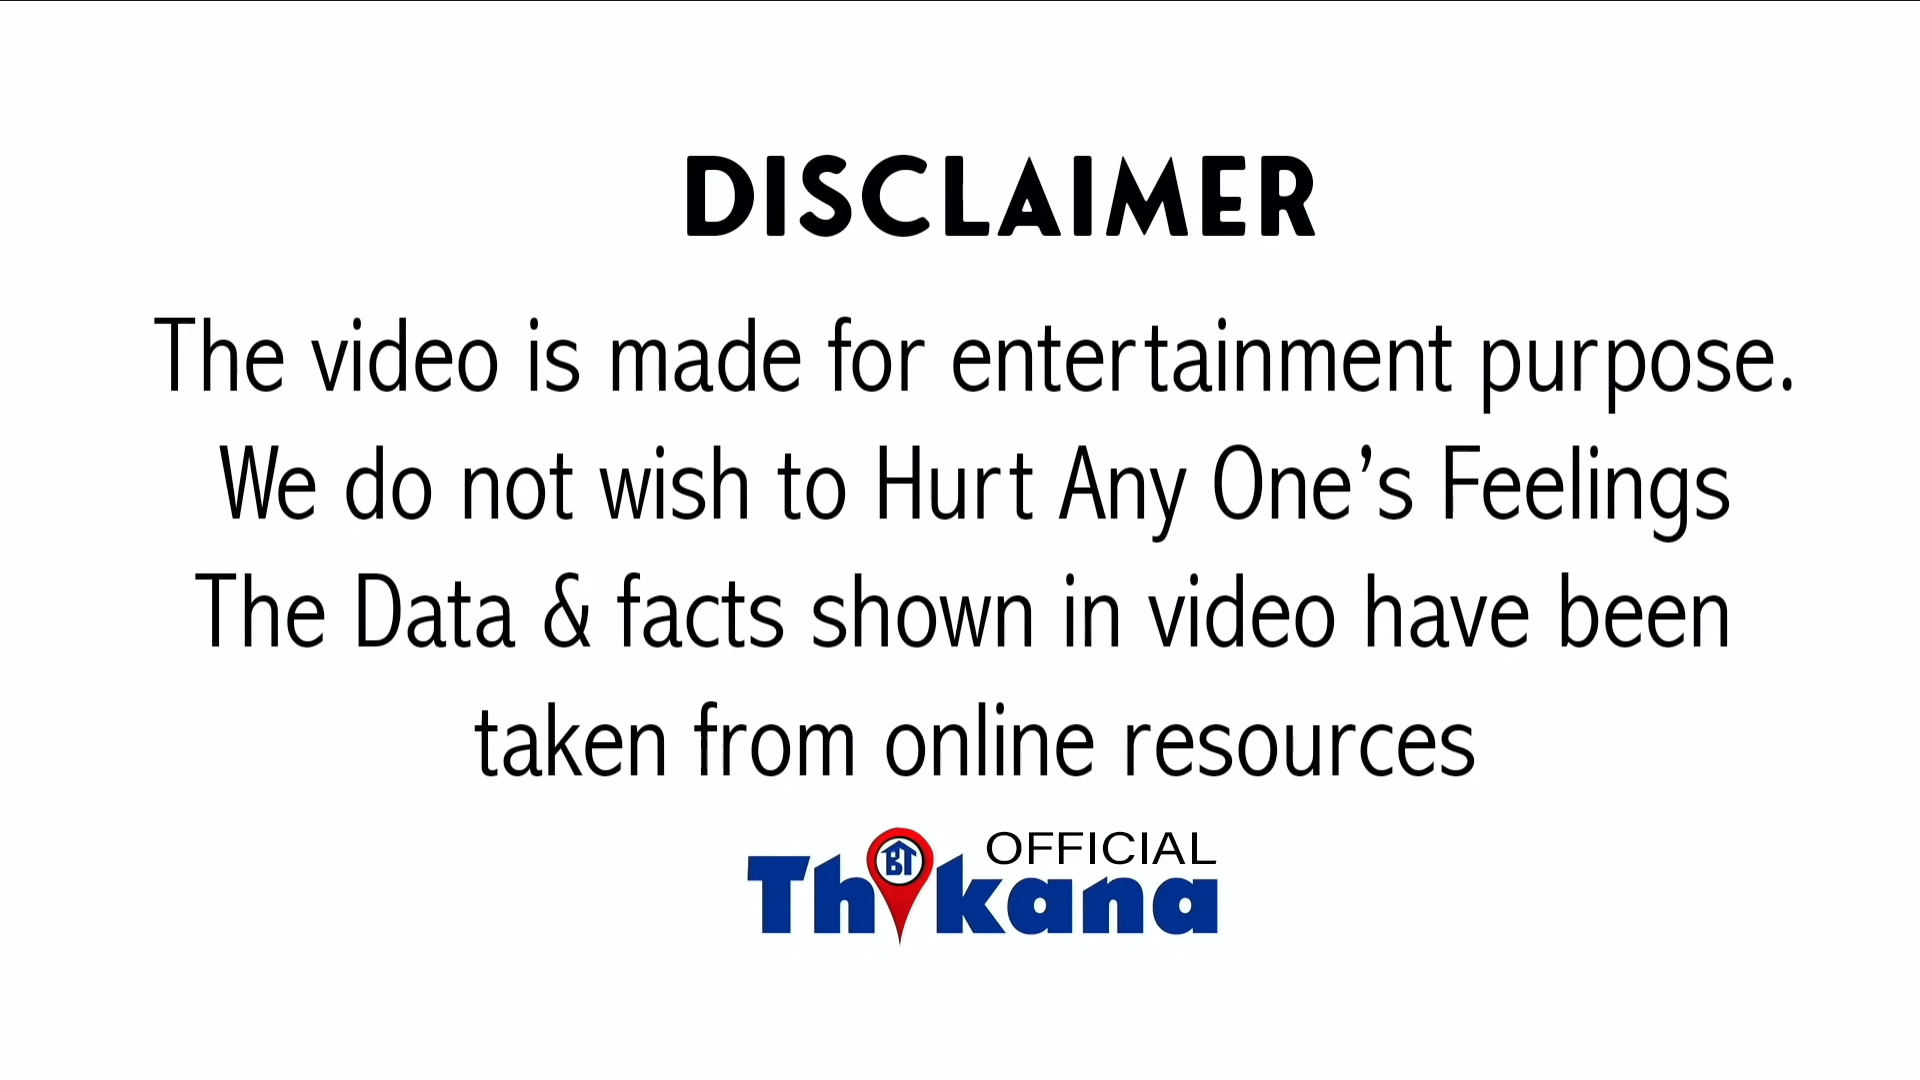 DISCLAIMER
The video is made for entertainment purpose.
We do not wish to Hurt Any One’s Feelings
The Data & facts shown in video have been
taken from online resources
OFFICIAL
BT
Thikana